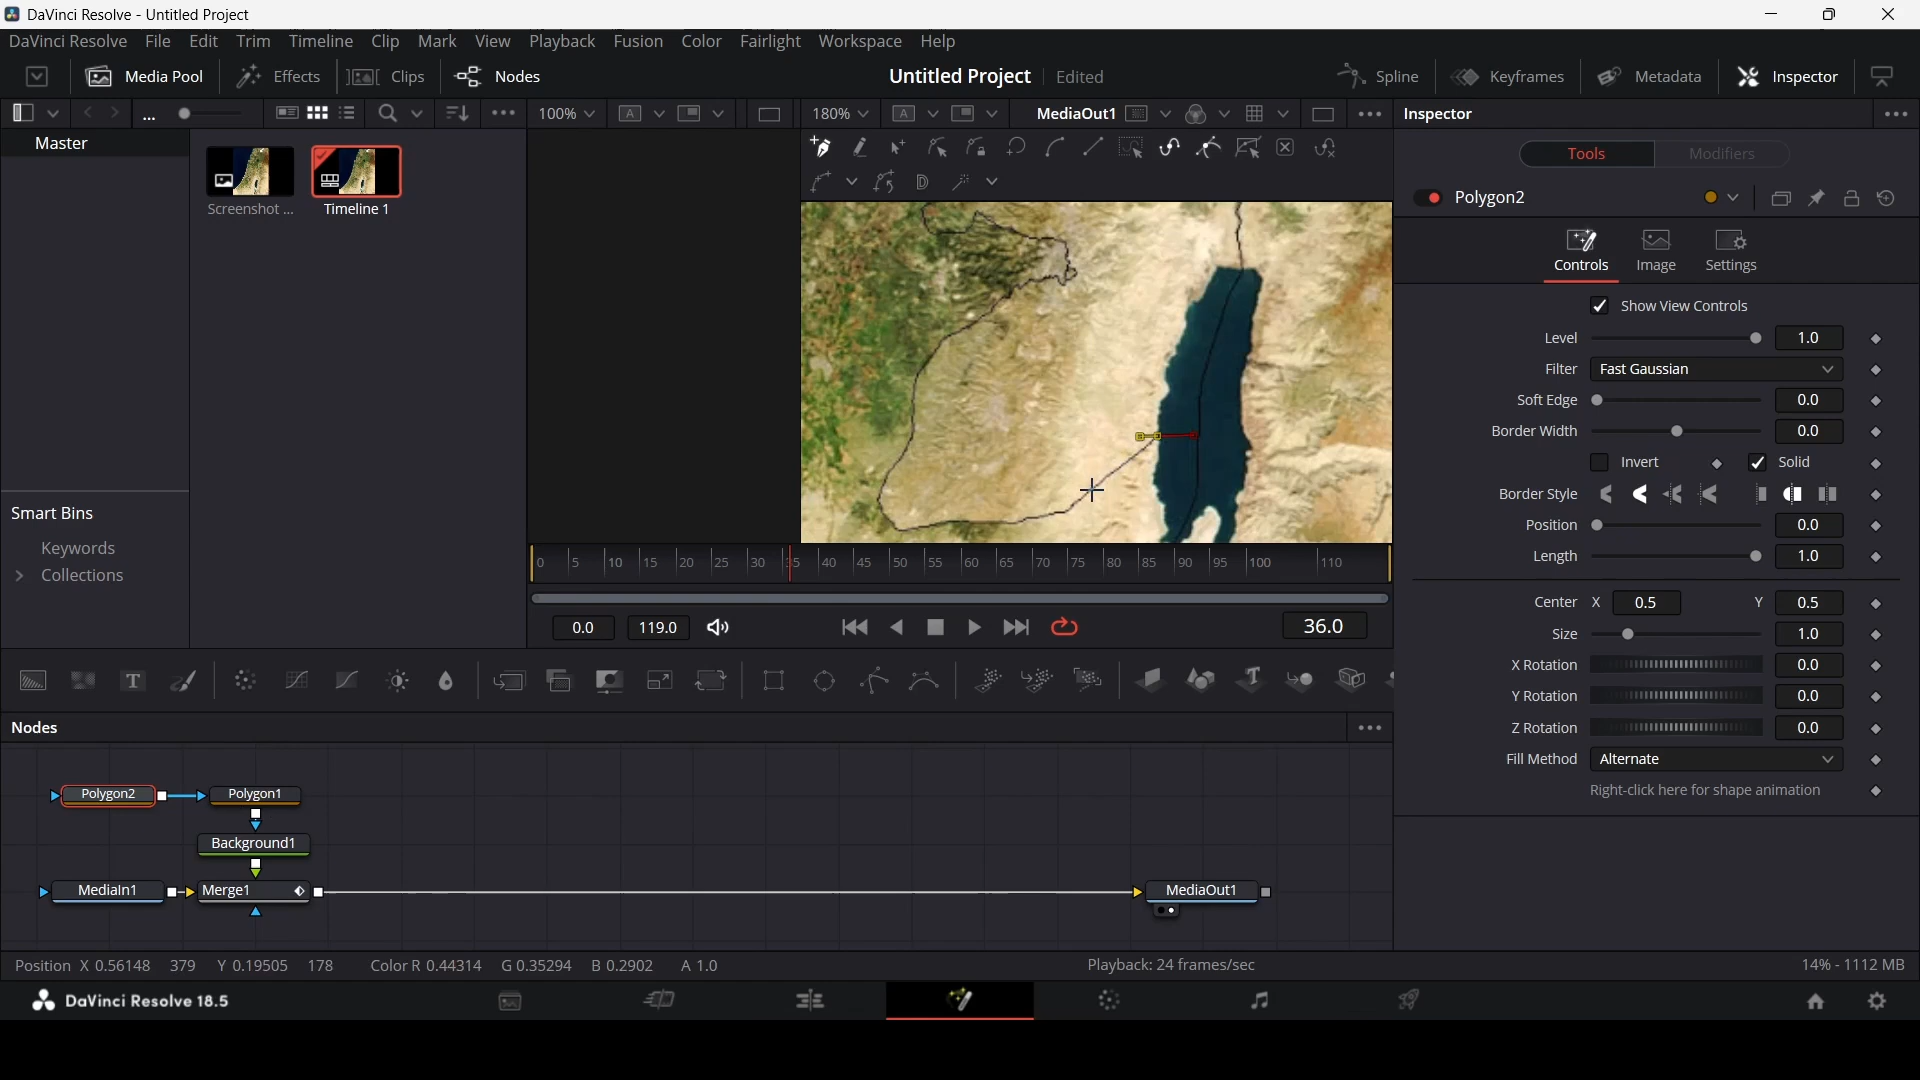 DaVinci Resolve - Untitled Project
DaVinci Resolve File Edit Trim Timeline Clip Mark View Playback Fusion Color Fairlight Workspace Help
Media Pool Effects Clips Nodes Untitled Project Edited Spline Keyframes Metadata Inspector
... 100% A 180% A MediaOut1 Inspector
Master
Tools Modifiers
Polygon2
Screenshot ... Timeline 1
Controls Image Settings
Show View Controls
Level 1.0
Filter Fast Gaussian
Soft Edge 0.0
Border Width 0.0
Invert Solid
Border Style
Position 0.0
Length 1.0
Smart Bins
Keywords
Collections
0 5 10 15 20 25 30 35 40 45 50 55 60 65 70 75 80 85 90 95 100 110
0.0 119.0 36.0
Center X 0.5 Y 0.5
Size 1.0
X Rotation 0.0
Y Rotation 0.0
Z Rotation 0.0
Fill Method Alternate
Right-click here for shape animation
Nodes
Polygon2 Polygon1
Background1
MediaIn1 Merge1 MediaOut1
Position X 0.56148 379 Y 0.19505 178 Color R 0.44314 G 0.35294 B 0.2902 A 1.0 Playback: 24 frames/sec 14% - 1112 MB
DaVinci Resolve 18.5